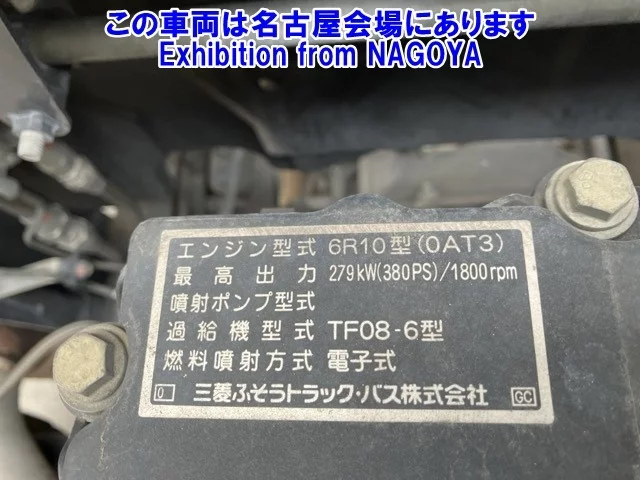 この車両は名古屋会場にあります
Exhibition from NAGOYA
エンジン型式 6R10型(0AT3)
最高出力 279kW(380PS)/1800rpm
噴射ポンプ型式
過給機型式 TF08-6型
燃料噴射方式 電子式
0 三菱ふそうトラック・バス株式会社 GC